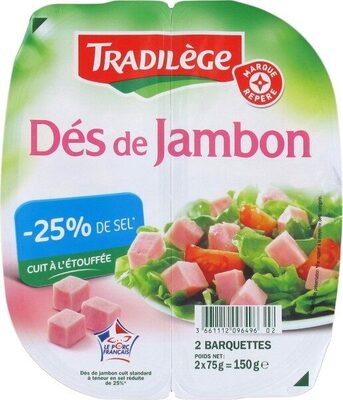 TRADILÈGE
MARQUE
REPÈRE
Dés de Jambon
-25% DE SEL*
CUIT À L'ÉTOUFFÉE
LE PORC
FRANÇAIS
Dés de jambon cuit standard
à teneur en sel réduite
de 25%*
3 661112 096496 02
2 BARQUETTES
POIDS NET:
2x75g=150g e